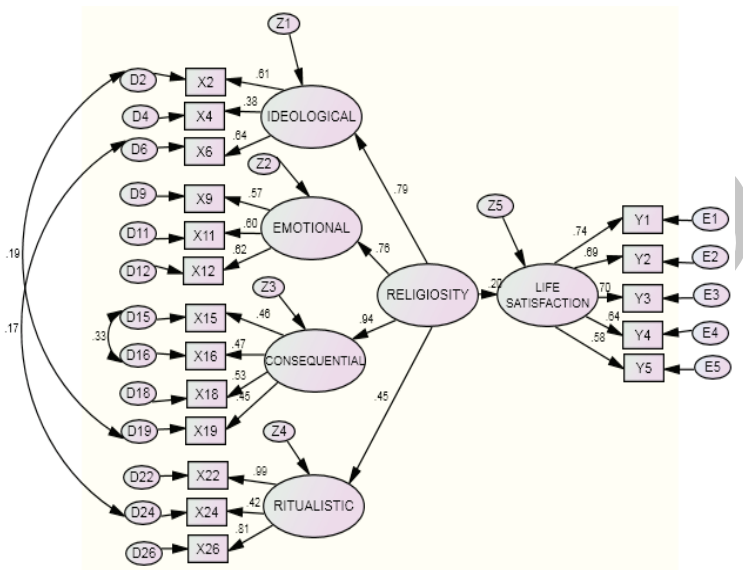 Z1
D2 X2 .61
D4 X4 .38 IDEOLOGICAL
D6 X6 .64
Z2
.79
D9 X9 .57
D11 X11 .60 EMOTIONAL
D12 X12 .62
.76
Z5
.74 Y1 E1
.69 Y2 E2
RELIGIOSITY .20 LIFE SATISFACTION .70 Y3 E3
.64 Y4 E4
.58 Y5 E5
.19
.17
Z3
.94
D15 X15 .46
.33
D16 X16 .47 CONSEQUENTIAL
D18 X18 .53
D19 X19 .45
.45
Z4
D22 X22 .99
D24 X24 .42 RITUALISTIC
D26 X26 .81